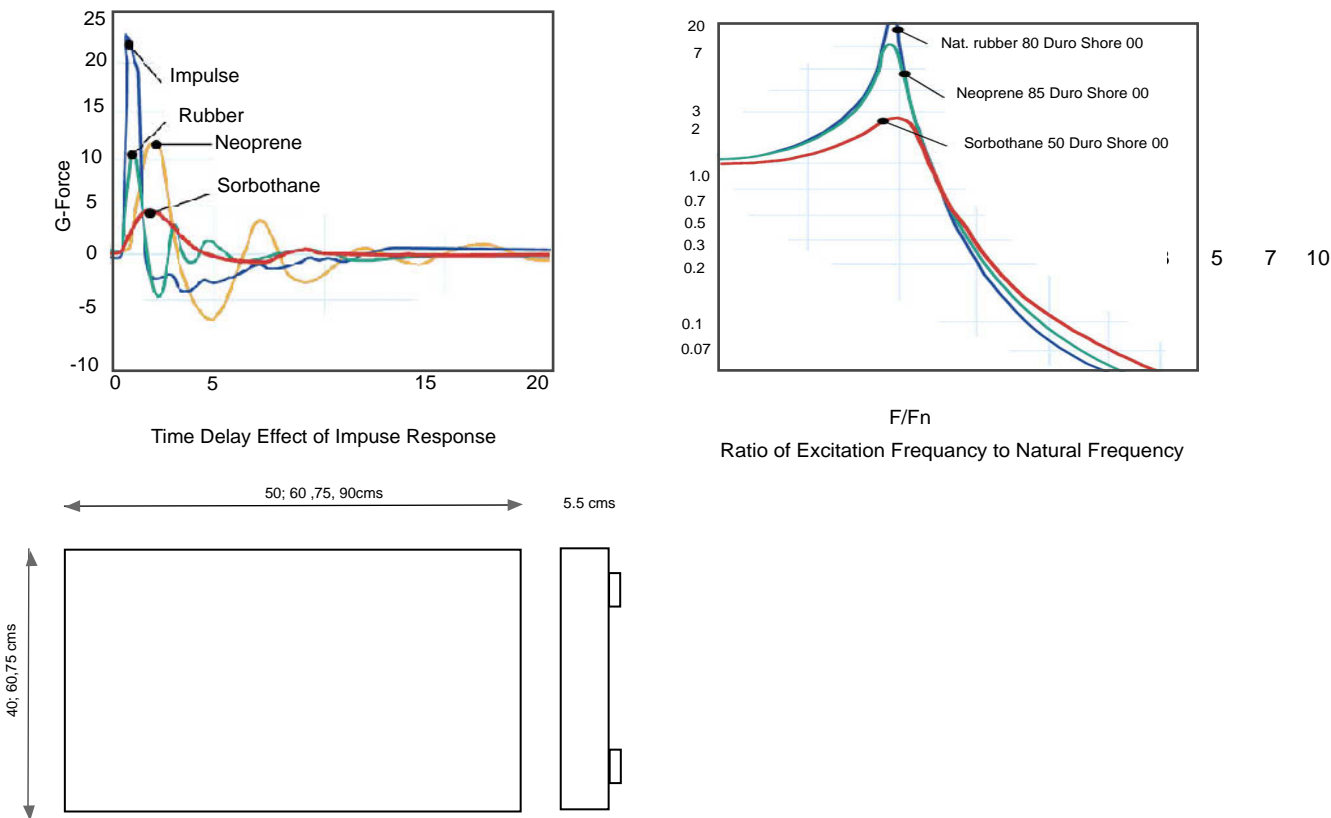 25
20
15
10
5
0
-5
-10
G-Force
Impulse
Rubber
Neoprene
Sorbothane
0 5 15 20
Time Delay Effect of Impuse Response
20
7
3
2
1.0
0.7
0.5
0.3
0.2
0.1
0.07
Nat. rubber 80 Duro Shore 00
Neoprene 85 Duro Shore 00
Sorbothane 50 Duro Shore 00
5 7 10
F/Fn
Ratio of Excitation Frequancy to Natural Frequency
50; 60 ,75, 90cms
5.5 cms
40; 60,75 cms